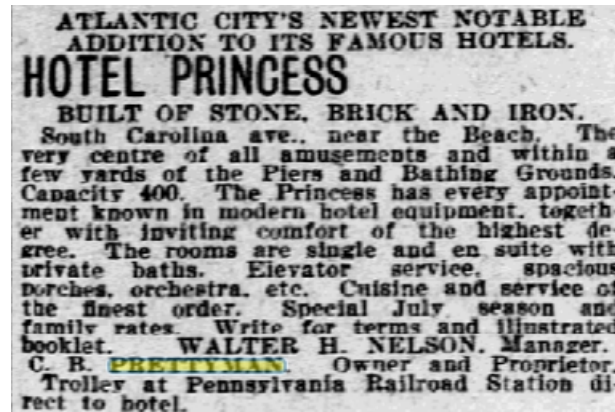 ATLANTIC CITY'S NEWEST NOTABLE
ADDITION TO ITS FAMOUS HOTELS.
HOTEL PRINCESS
BUILT OF STONE, BRICK AND IRON.
South Carolina ave., near the Beach. The
very centre of all amusements and within a
few yards of the Piers and Bathing Grounds.
Capacity 400. The Princess has every appoint
ment known in modern hotel equipment, togeth
er with inviting comfort of the highest de-
gree. The rooms are single and en suite with
private baths. Elevator service, spacious
porches, orchestra, etc. Cuisine and service of
the finest order. Special July season and
family rates. Write for terms and illustrated
booklet. WALTER H. NELSON, Manager.
C. B. PRETTYMAN, Owner and Proprietor.
Trolley at Pennsylvania Railroad Station di
rect to hotel.